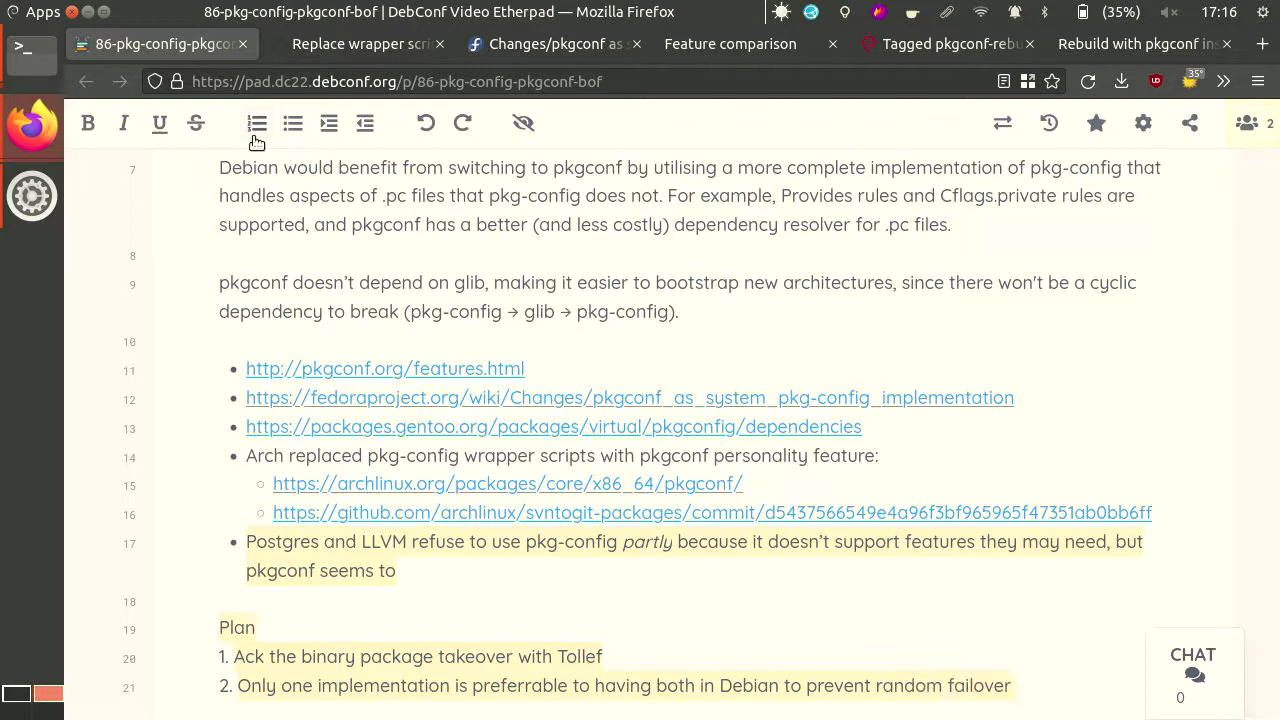 Apps
86-pkg-config-pkgconf-bof | DebConf Video Etherpad — Mozilla Firefox
(35%)
17:16
86-pkg-config-pkgcor
Replace wrapper scri
Changes/pkgconf as s
Feature comparison
Tagged pkgconf-rebu
Rebuild with pkgconf ins
https://pad.dc22.debconf.org/p/86-pkg-config-pkgconf-bof
35°
B I U S
2
7 Debian would benefit from switching to pkgconf by utilising a more complete implementation of pkg-config that
handles aspects of .pc files that pkg-config does not. For example, Provides rules and Cflags.private rules are
supported, and pkgconf has a better (and less costly) dependency resolver for .pc files.
8
9 pkgconf doesn’t depend on glib, making it easier to bootstrap new architectures, since there won't be a cyclic
dependency to break (pkg-config → glib → pkg-config).
10
11 • http://pkgconf.org/features.html
12 • https://fedoraproject.org/wiki/Changes/pkgconf_as_system_pkg-config_implementation
13 • https://packages.gentoo.org/packages/virtual/pkgconfig/dependencies
14 • Arch replaced pkg-config wrapper scripts with pkgconf personality feature:
15 ○ https://archlinux.org/packages/core/x86_64/pkgconf/
16 ○ https://github.com/archlinux/svntogit-packages/commit/d5437566549e4a96f3bf965965f47351ab0bb6ff
17 • Postgres and LLVM refuse to use pkg-config partly because it doesn’t support features they may need, but
pkgconf seems to
18
19 Plan
20 1. Ack the binary package takeover with Tollef
21 2. Only one implementation is preferrable to having both in Debian to prevent random failover
CHAT
0